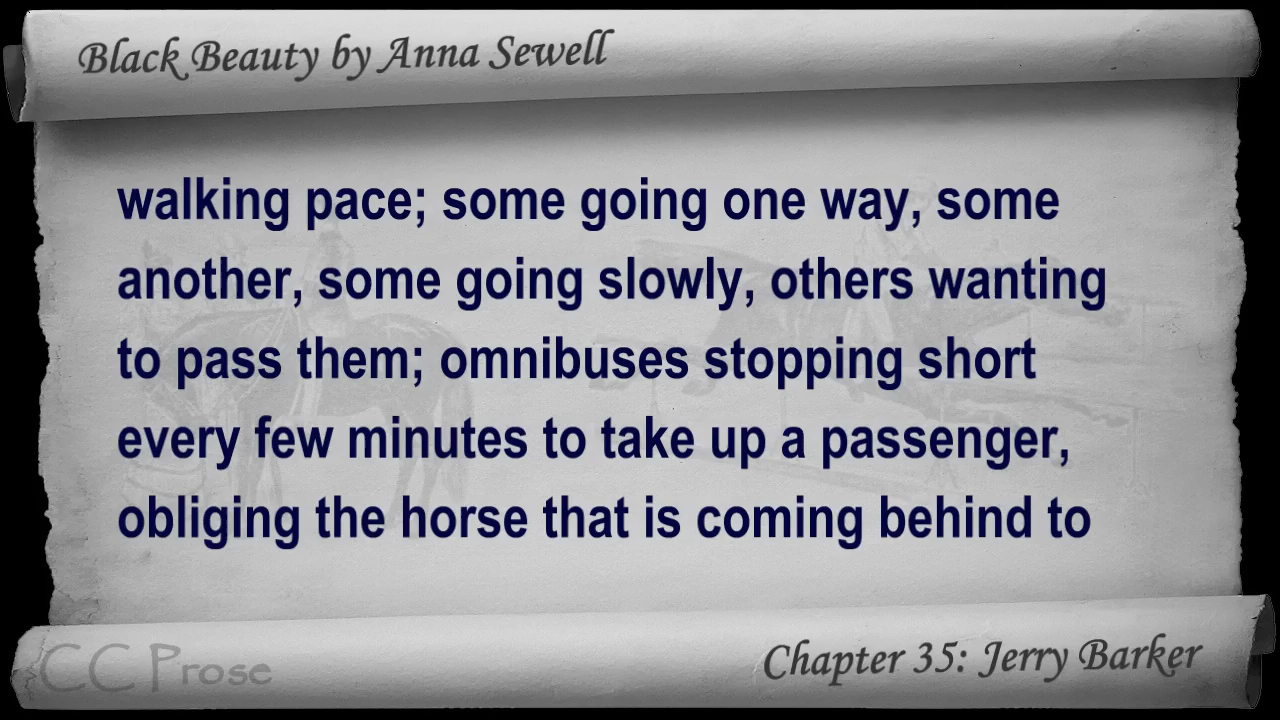 Black Beauty by Anna Sewell
walking pace; some going one way, some
another, some going slowly, others wanting
to pass them; omnibuses stopping short
every few minutes to take up a passenger,
obliging the horse that is coming behind to
CC Prose
Chapter 35: Jerry Barker